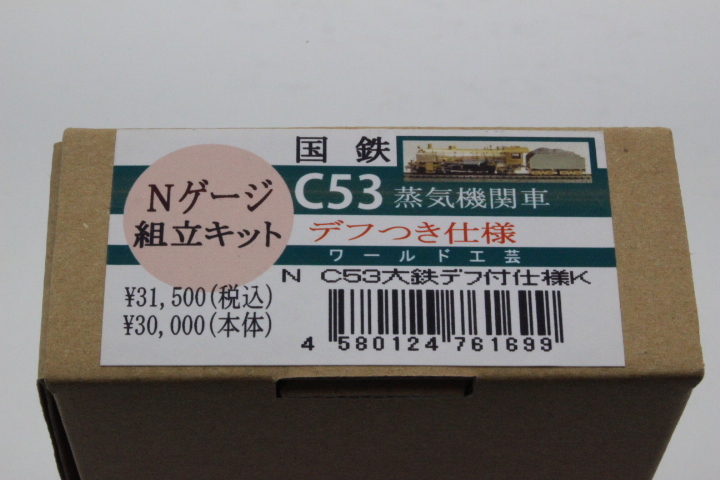 国鉄
Nゲージ
組立キット
C53 蒸気機関車
デフつき仕様
ワールド工芸
N C53大鉄デフ付仕様K
¥31,500(税込)
¥30,000(本体)
4 580124 761699